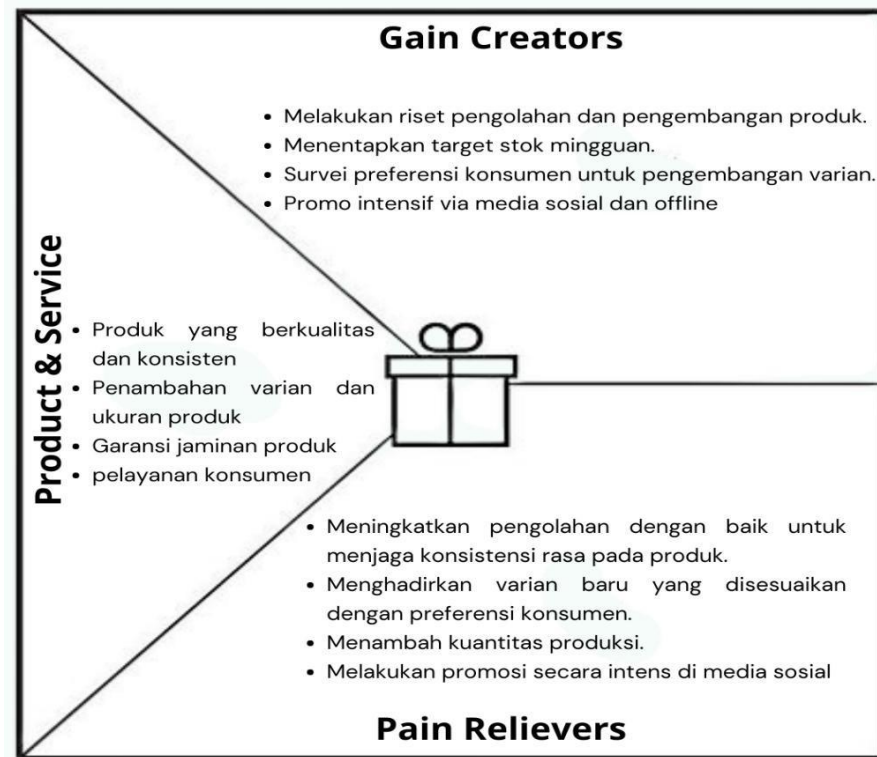 Gain Creators
• Melakukan riset pengolahan dan pengembangan produk.
• Menentapkan target stok mingguan.
• Survei preferensi konsumen untuk pengembangan varian.
• Promo intensif via media sosial dan offline
Product & Service
• Produk yang berkualitas
dan konsisten
• Penambahan varian dan
ukuran produk
• Garansi jaminan produk
• pelayanan konsumen
• Meningkatkan pengolahan dengan baik untuk
menjaga konsistensi rasa pada produk.
• Menghadirkan varian baru yang disesuaikan
dengan preferensi konsumen.
• Menambah kuantitas produksi.
• Melakukan promosi secara intens di media sosial
Pain Relievers